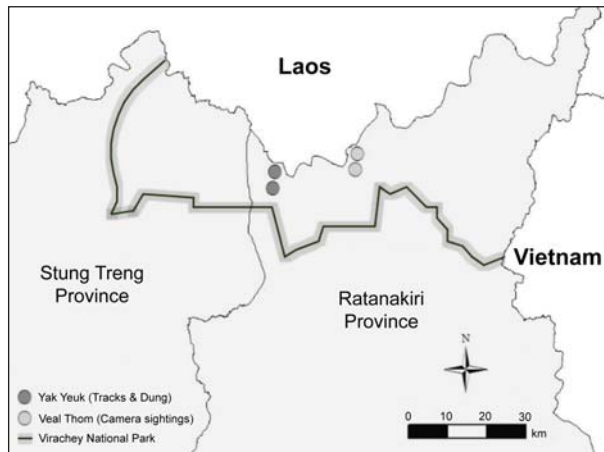 Laos
Vietnam
Stung Treng
Province
Ratanakiri
Province
N
Yak Yeuk (Tracks & Dung)
Veal Thom (Camera sightings)
Virachey National Park
0 10 20 30
km